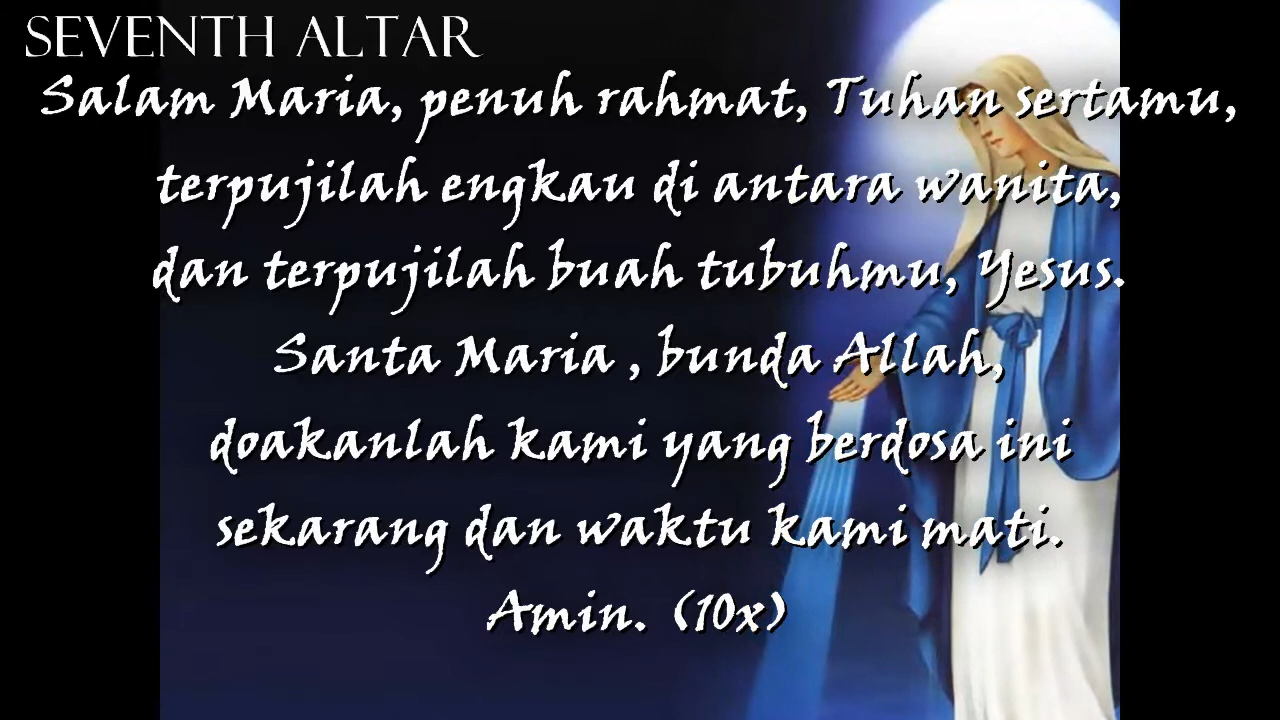 SEVENTH ALTAR
Salam Maria, penuh rahmat, Tuhan sertamu,
terpujilah engkau di antara wanita,
dan terpujilah buah tubuhmu, Yesus.
Santa Maria , bunda Allah,
doakanlah kami yang berdosa ini
sekarang dan waktu kami mati.
Amin. (10x)